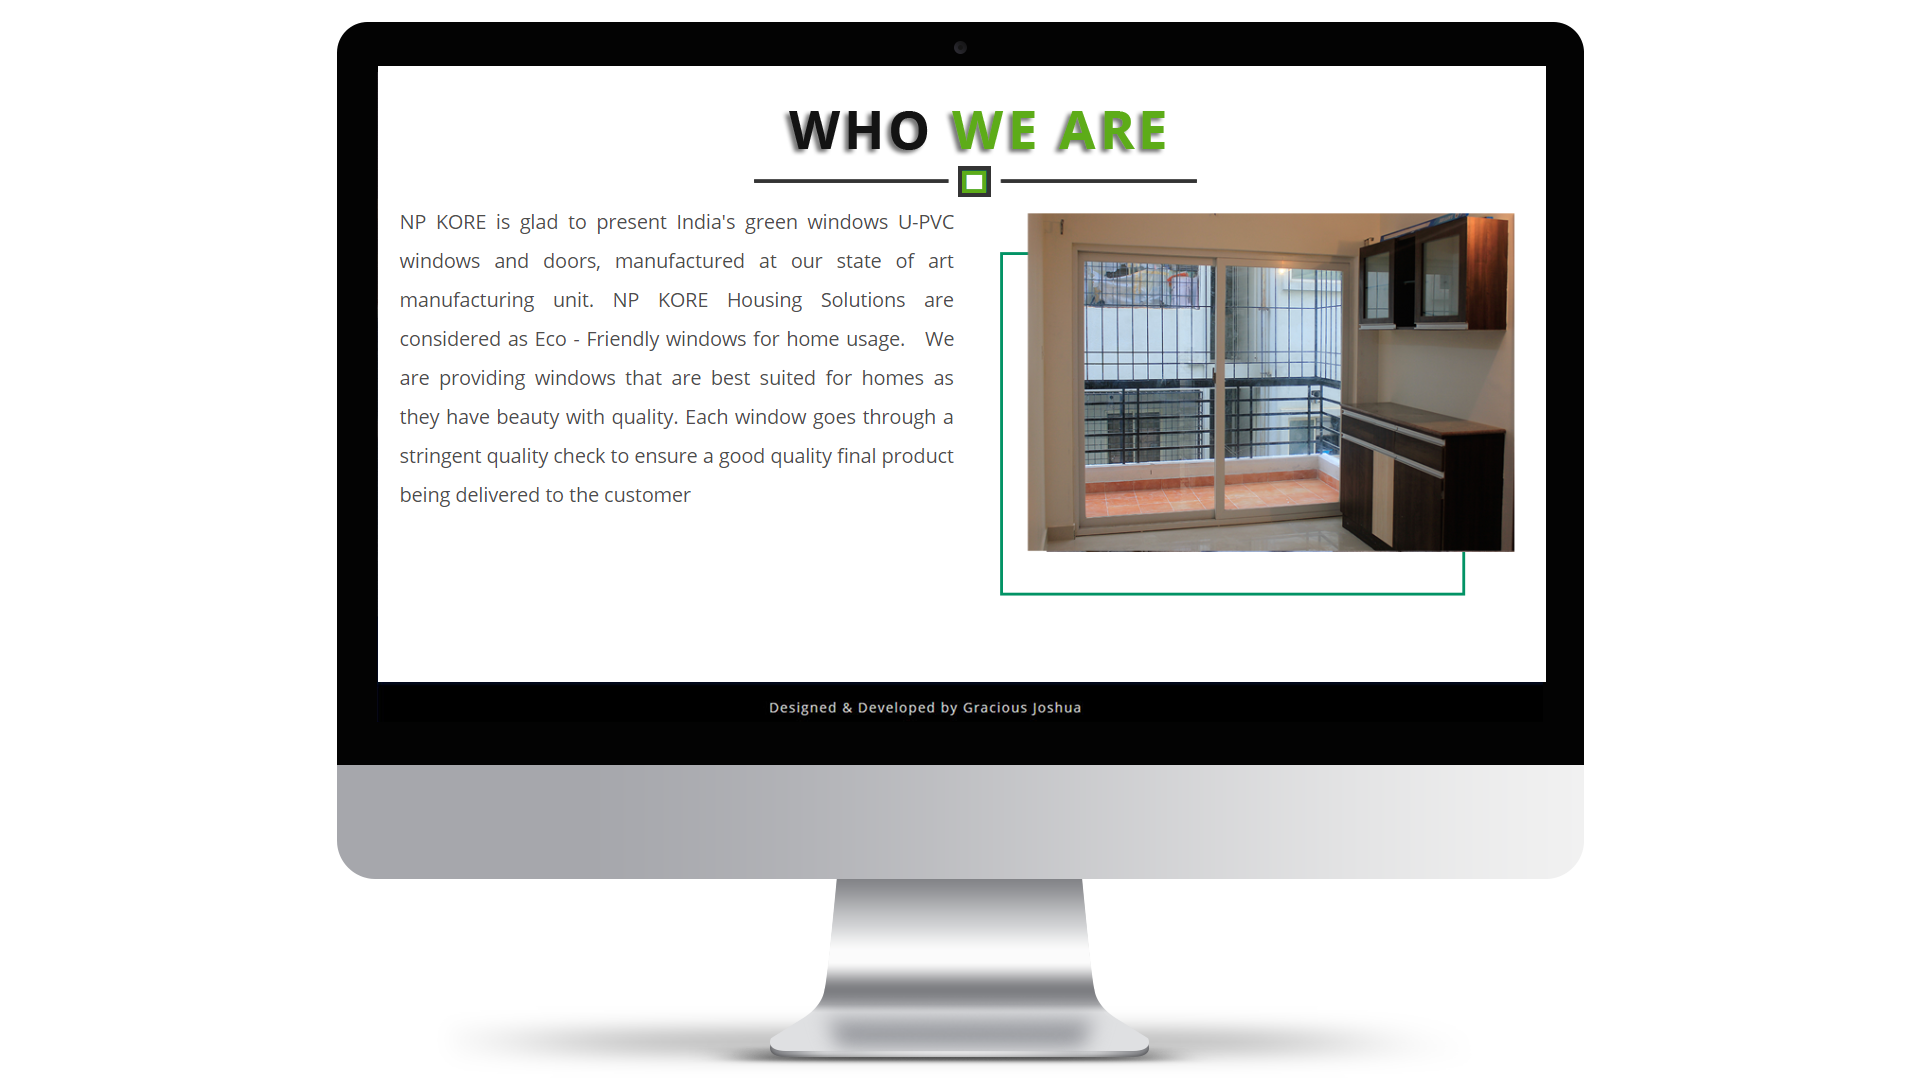 WHO WE ARE
NP KORE is glad to present India's green windows U-PVC
windows and doors, manufactured at our state of art
manufacturing unit. NP KORE Housing Solutions are
considered as Eco - Friendly windows for home usage.   We
are providing windows that are best suited for homes as
they have beauty with quality. Each window goes through a
stringent quality check to ensure a good quality final product
being delivered to the customer
Designed & Developed by Gracious Joshua